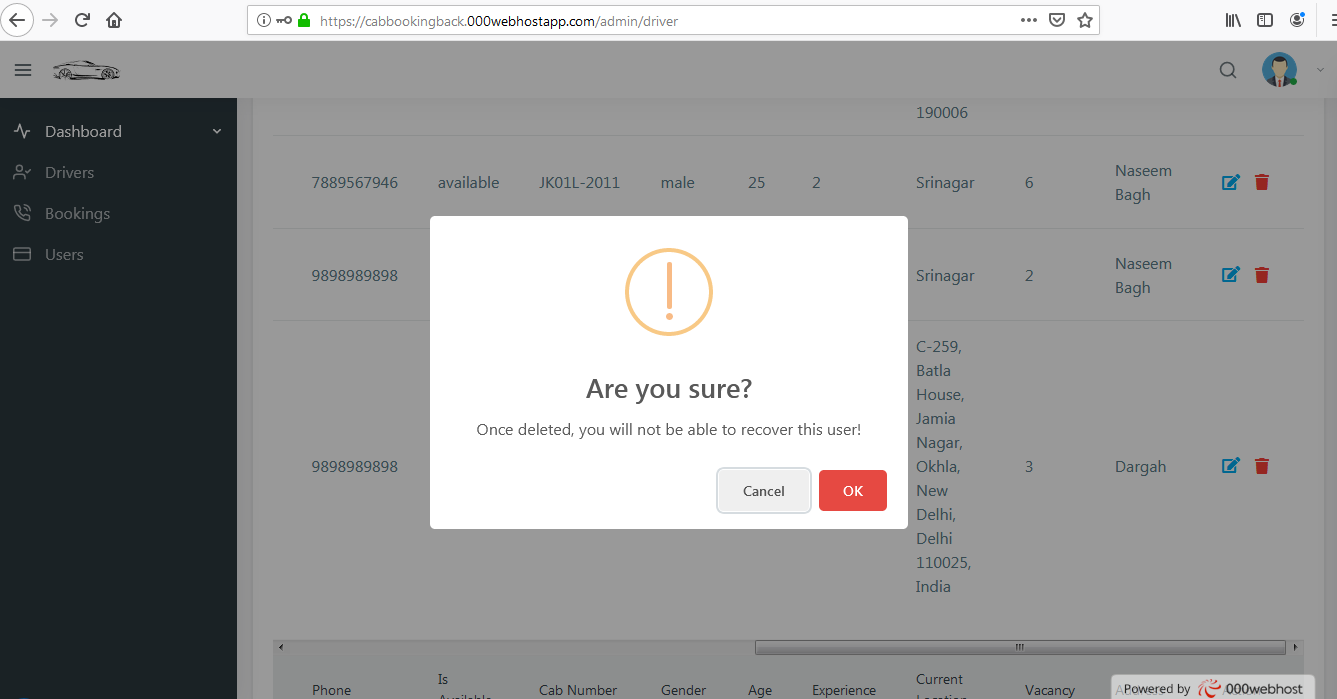 https://cabbookingback.000webhostapp.com/admin/driver
Dashboard
Drivers
Bookings
Users
190006
7889567946 available JK01L-2011 male 25 2 Srinagar 6 Naseem
Bagh
9898989898 Srinagar 2 Naseem
Bagh
Are you sure?
Once deleted, you will not be able to recover this user!
Cancel OK
9898989898 3 Dargah
C-259,
Batla
House,
Jamia
Nagar,
Okhla,
New
Delhi,
Delhi
110025,
India
Phone Is Cab Number Gender Age Experience Current Vacancy
Available
Location
Powered by 000webhost